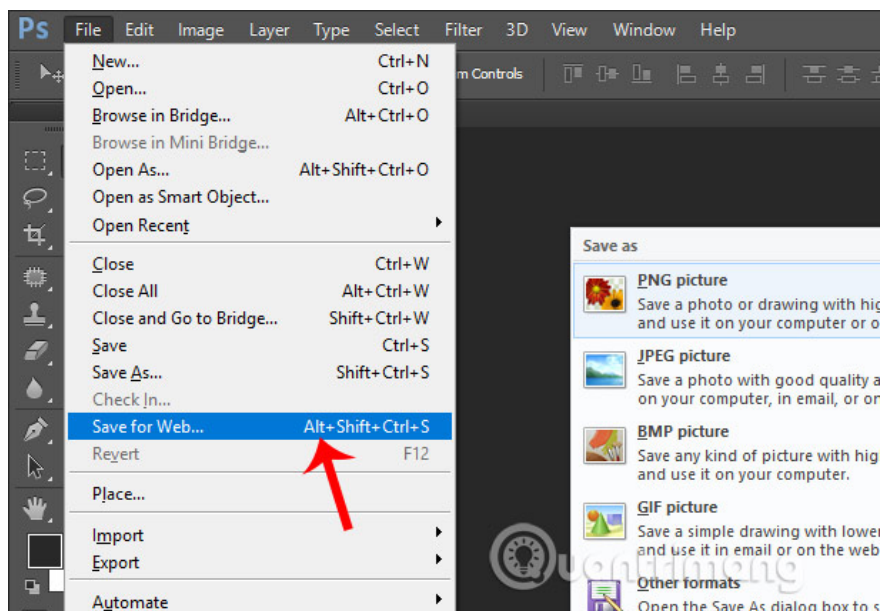 Ps File Edit Image Layer Type Select Filter 3D View Window Help
New... Ctrl+N
Open... Ctrl+O
Browse in Bridge... Alt+Ctrl+O
Browse in Mini Bridge...
Open As... Alt+Shift+Ctrl+O
Open as Smart Object...
Open Recent
Close Ctrl+W
Close All Alt+Ctrl+W
Close and Go to Bridge... Shift+Ctrl+W
Save Ctrl+S
Save As... Shift+Ctrl+S
Check In...
Save for Web... Alt+Shift+Ctrl+S
Revert F12
Place...
Import
Export
Automate
m Controls
Save as
PNG picture
Save a photo or drawing with hig
and use it on your computer or o
JPEG picture
Save a photo with good quality a
on your computer, in email, or on
BMP picture
Save any kind of picture with hig
and use it on your computer.
GIF picture
Save a simple drawing with lower
and use it in email or on the web
Other formats
Open the Save As dialog box to s
Quantrimang